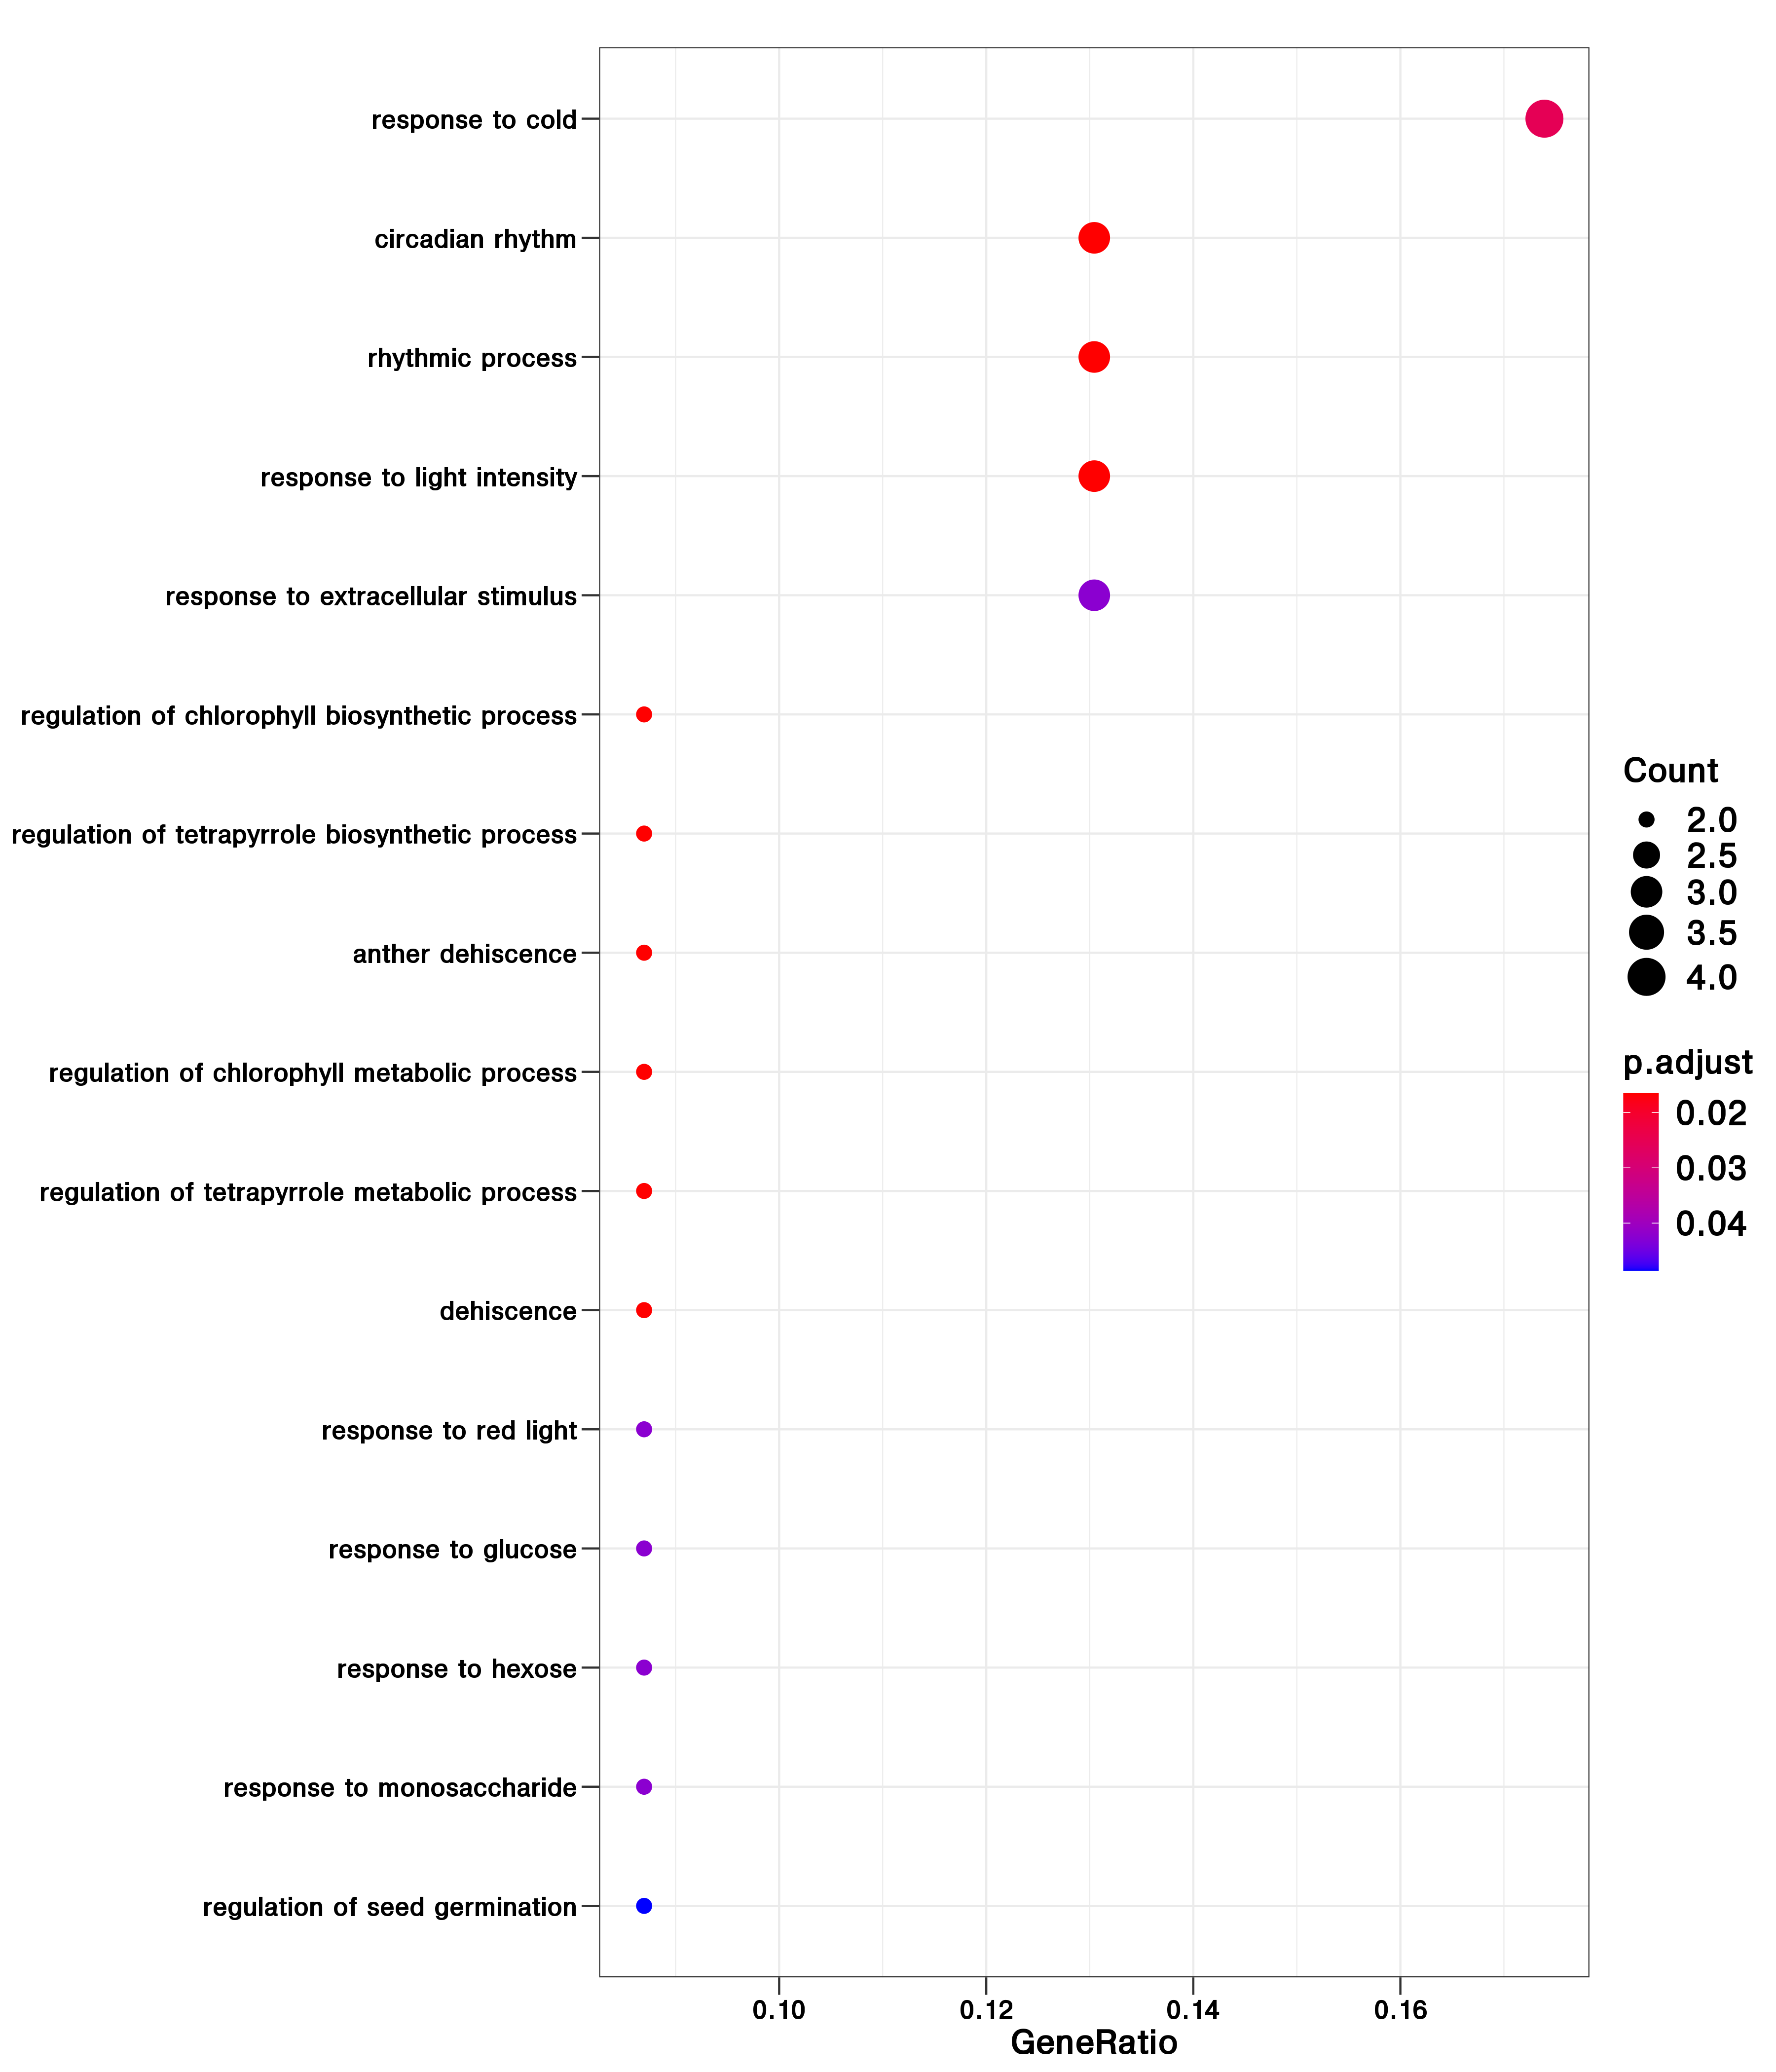 response to cold
circadian rhythm
rhythmic process
response to light intensity
response to extracellular stimulus
regulation of chlorophyll biosynthetic process
regulation of tetrapyrrole biosynthetic process
anther dehiscence
regulation of chlorophyll metabolic process
regulation of tetrapyrrole metabolic process
dehiscence
response to red light
response to glucose
response to hexose
response to monosaccharide
regulation of seed germination
0.10 0.12 0.14 0.16
GeneRatio
Count
2.0
2.5
3.0
3.5
4.0
p.adjust
0.02
0.03
0.04